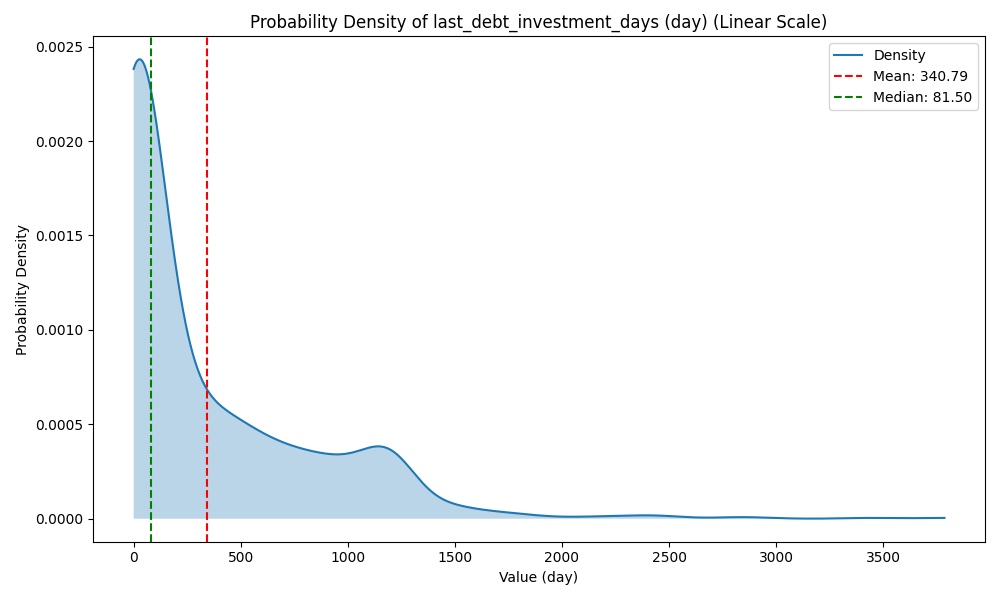 Probability Density of last_debt_investment_days (day) (Linear Scale)
Density
Mean: 340.79
Median: 81.50
Probability Density
0.0025
0.0020
0.0015
0.0010
0.0005
0.0000
0 500 1000 1500 2000 2500 3000 3500
Value (day)